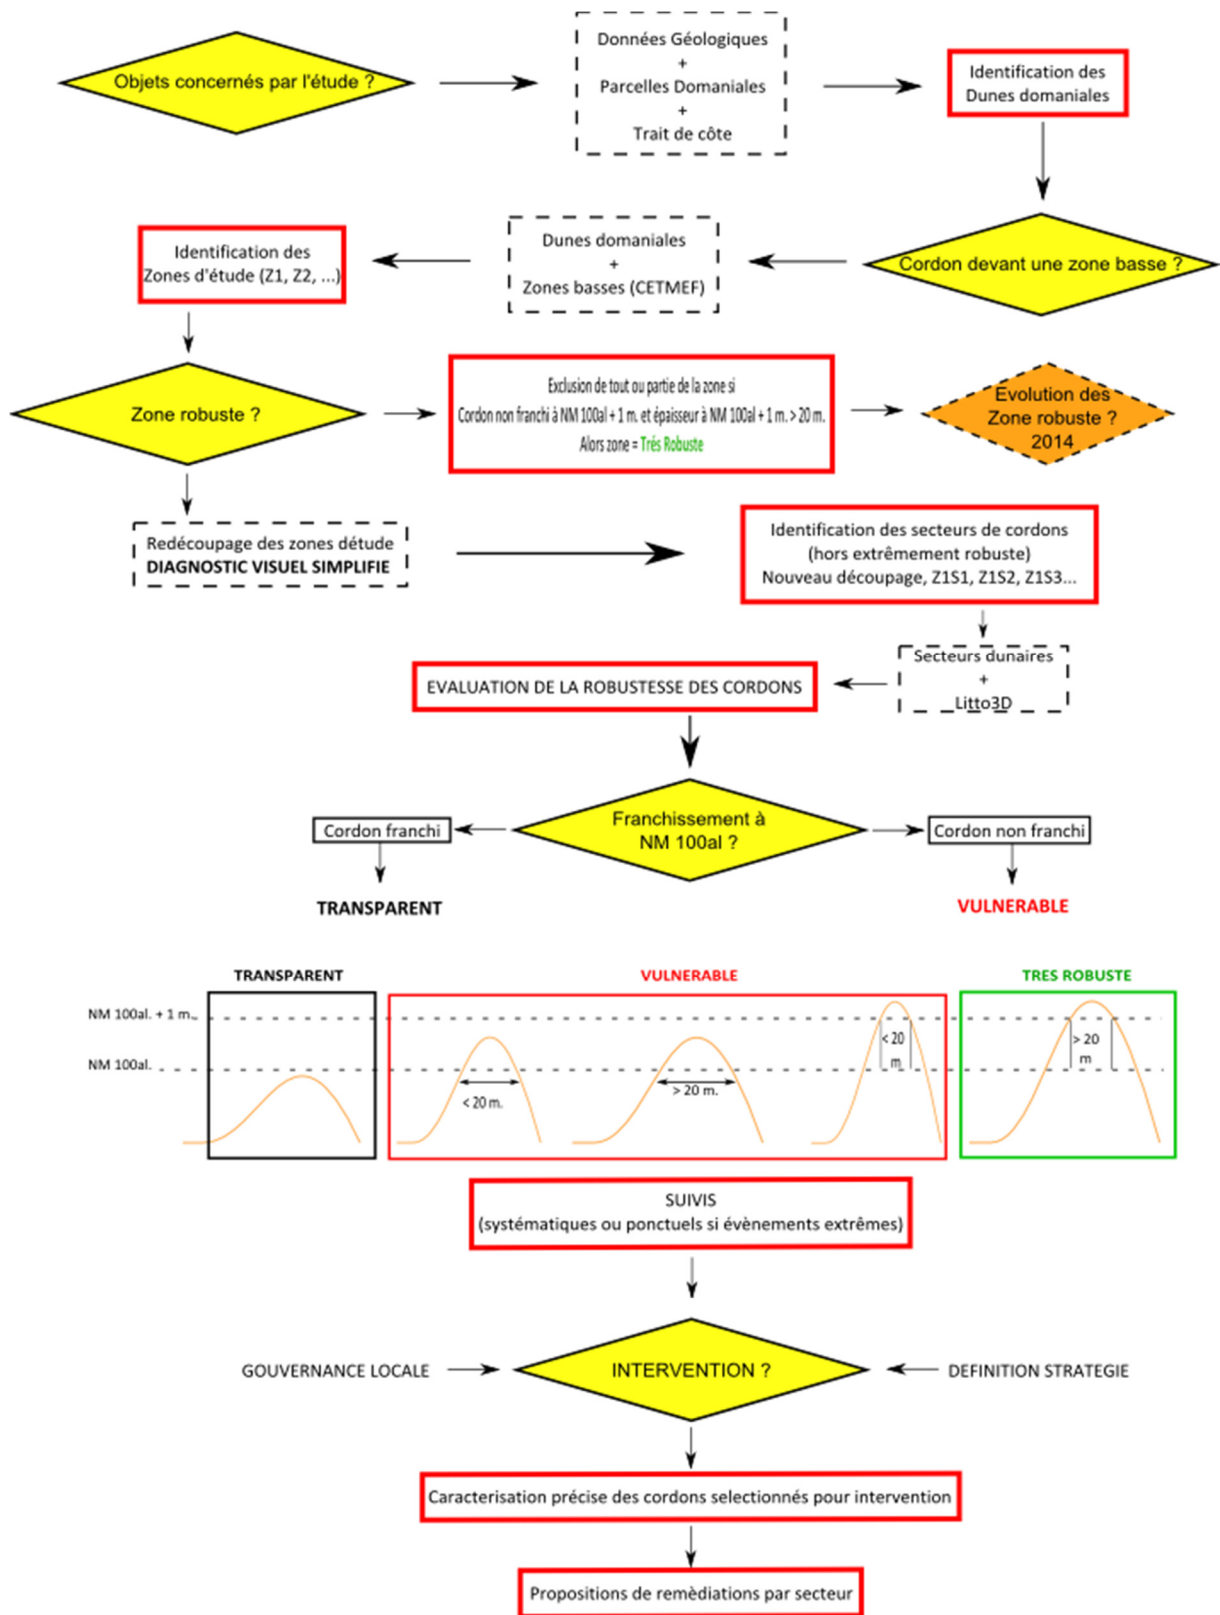 Objets concernés par l'étude ?
Données Géologiques
+
Parcelles Domaniales
+
Trait de côte
Identification des
Dunes domaniales
Identification des
Zones d'étude (Z1, Z2, ...)
Dunes domaniales
+
Zones basses (CETMEF)
Cordon devant une zone basse ?
Zone robuste ?
Exclusion de tout ou partie de la zone si
Cordon non franchi à NM 100al + 1 m. et épaisseur à NM 100al + 1 m. > 20 m.
Alors zone = Trés Robuste
Evolution des
Zone robuste ?
2014
Redécoupage des zones détude
DIAGNOSTIC VISUEL SIMPLIFIE
Identification des secteurs de cordons
(hors extrêmement robuste)
Nouveau découpage, Z1S1, Z1S2, Z1S3...
Secteurs dunaires
+
Litto3D
EVALUATION DE LA ROBUSTESSE DES CORDONS
Franchissement à
NM 100al ?
Cordon franchi
Cordon non franchi
TRANSPARENT
VULNERABLE
TRANSPARENT
VULNERABLE
TRES ROBUSTE
NM 100al. + 1 m.
NM 100al.
< 20 m.
> 20 m.
< 20
m
> 20
m
SUIVIS
(systématiques ou ponctuels si évènements extrêmes)
GOUVERNANCE LOCALE
INTERVENTION ?
DEFINITION STRATEGIE
Caracterisation précise des cordons selectionnés pour intervention
Propositions de remèdiations par secteur